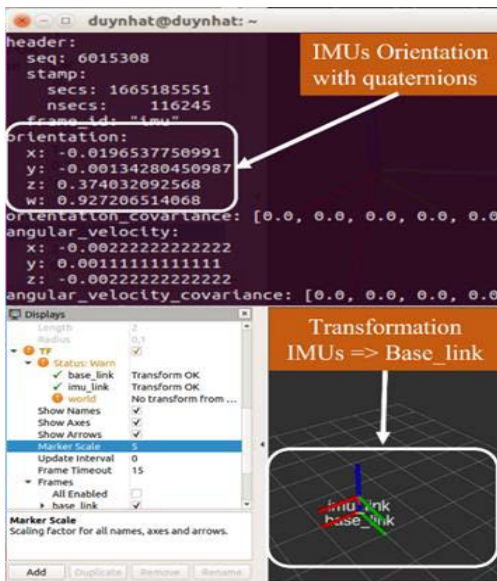 duynhat@duynhat: ~
header:
seq: 6015308
stamp:
secs: 1665185551
nsecs: 116245
frame_id: "imu"
orientation:
x: -0.0196537750991
y: -0.00134280450987
z: 0.374032092568
w: 0.927206514068
orientation_covariance: [0.0, 0.0, 0.0, 0.0, 0.0
angular_velocity:
x: -0.00222222222222
y: 0.00111111111111
z: -0.00222222222222
angular_velocity_covariance: [0.0, 0.0, 0.0, 0.0
IMUs Orientation
with quaternions
Displays
Length 2
Radius 0,1
TF
Status: Warn
base_link Transform OK
imu_link Transform OK
world No transform from ...
Show Names
Show Axes
Show Arrows
Marker Scale 5
Update Interval 0
Frame Timeout 15
Frames
All Enabled
base_link
Marker Scale
Scaling factor for all names, axes and arrows.
Add Duplicate Remove Rename
Transformation
IMUs => Base_link
imu_link
base_link